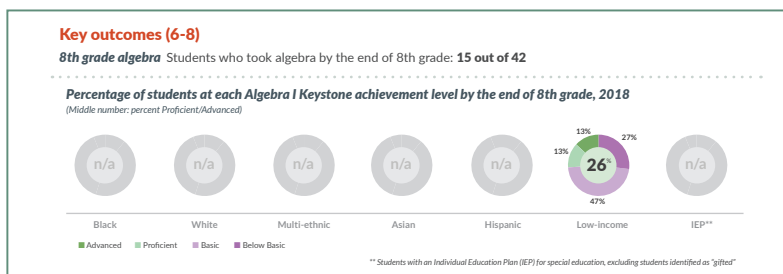 Key outcomes (6-8)
8th grade algebra Students who took algebra by the end of 8th grade: 15 out of 42
Percentage of students at each Algebra I Keystone achievement level by the end of 8th grade, 2018
(Middle number: percent Proficient/Advanced)
n/a n/a n/a n/a n/a 13% 27% 13% 26% 47% n/a
Black White Multi-ethnic Asian Hispanic Low-income IEP**
Advanced Proficient Basic Below Basic
** Students with an Individual Education Plan (IEP) for special education, excluding students identified as "gifted"